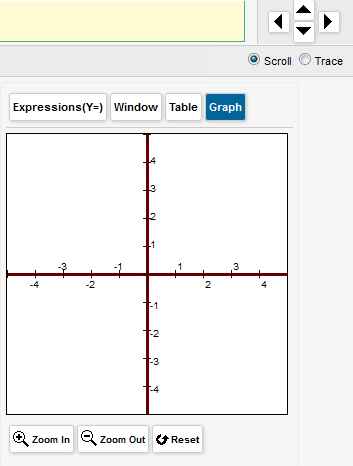 Scroll Trace
Expressions(Y=) Window Table Graph
4
3
2
1
-3 -1 1 3
-4 -2 2 4
-1
-2
-3
-4
Zoom In Zoom Out Reset